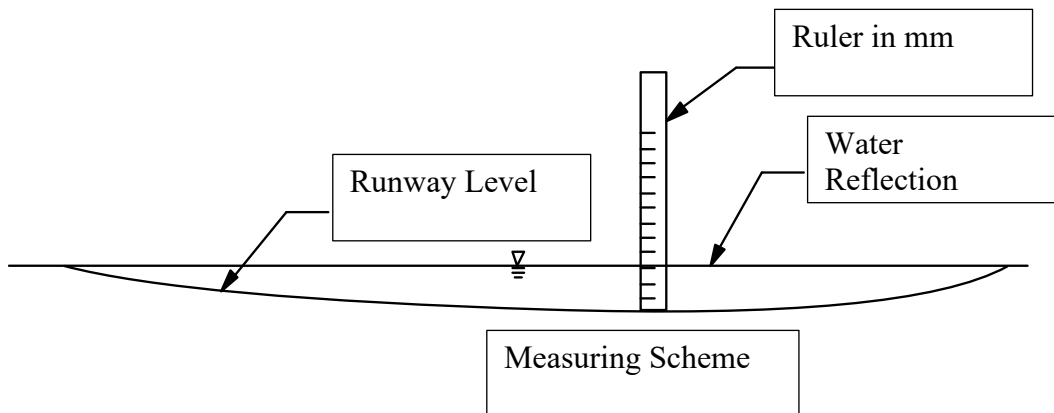 Ruler in mm
Water
Reflection
Runway Level
Measuring Scheme